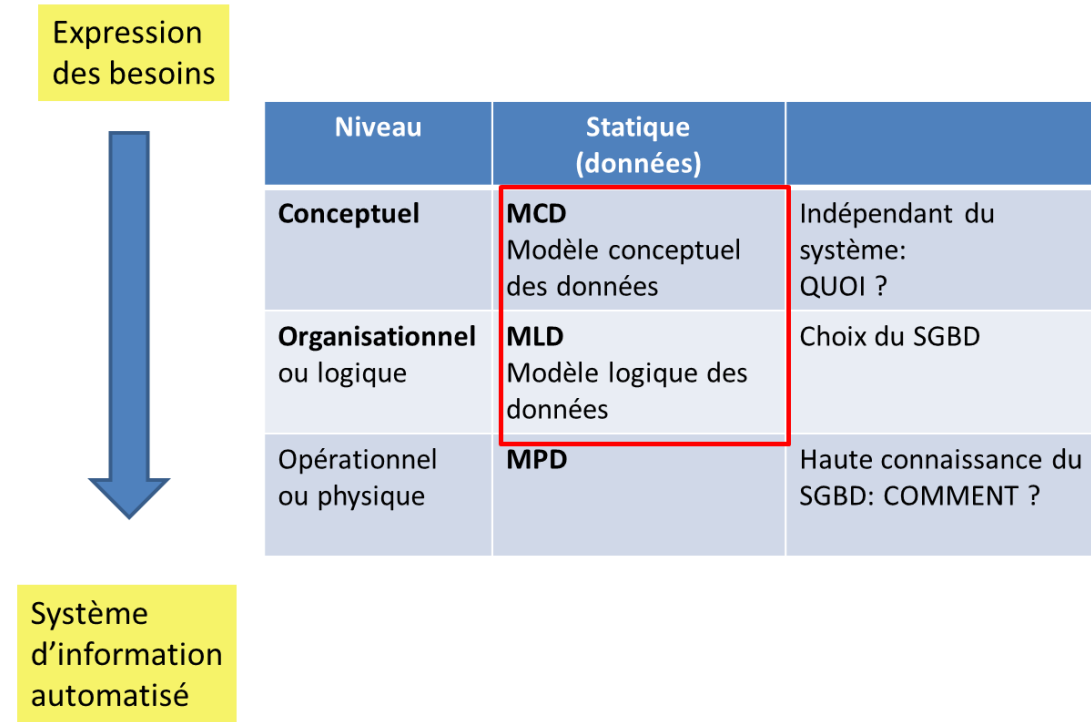 Expression
des besoins
Niveau
Statique
(données)
Conceptuel
MCD
Modèle conceptuel
des données
Indépendant du
système:
QUOI ?
Organisationnel
ou logique
MLD
Modèle logique des
données
Choix du SGBD
Opérationnel
ou physique
MPD
Haute connaissance du
SGBD: COMMENT ?
Système
d’information
automatisé